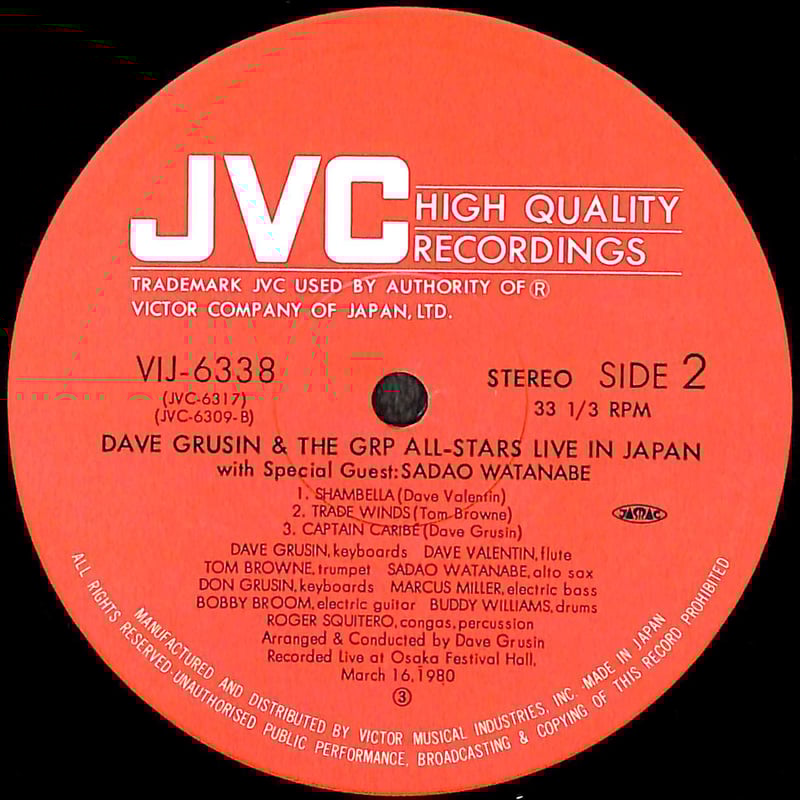 JVC HIGH QUALITY
RECORDINGS
TRADEMARK JVC USED BY AUTHORITY OF Ⓡ
VICTOR COMPANY OF JAPAN, LTD.
VIJ-6338
(JVC-6317)
(JVC-6309-B)
STEREO SIDE 2
33 1/3 RPM
DAVE GRUSIN & THE GRP ALL-STARS LIVE IN JAPAN
with Special Guest: SADAO WATANABE
1. SHAMBELLA (Dave Valentin)
2. TRADE WINDS (Tom Browne)
3. CAPTAIN CARIBE (Dave Grusin)
JASRAC
DAVE GRUSIN, keyboards DAVE VALENTIN, flute
TOM BROWNE, trumpet SADAO WATANABE, alto sax
DON GRUSIN, keyboards MARCUS MILLER, electric bass
BOBBY BROOM, electric guitar BUDDY WILLIAMS, drums
ROGER SQUITERO, congas, percussion
Arranged & Conducted by Dave Grusin
Recorded Live at Osaka Festival Hall,
March 16, 1980
③
MANUFACTURED AND DISTRIBUTED BY VICTOR MUSICAL INDUSTRIES, INC. MADE IN JAPAN
ALL RIGHTS RESERVED·UNAUTHORISED PUBLIC PERFORMANCE, BROADCASTING & COPYING OF THIS RECORD PROHIBITED